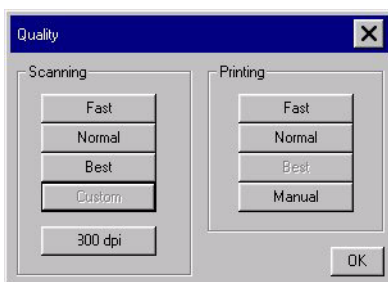 Quality
Scanning
Fast
Normal
Best
Custom
300 dpi
Printing
Fast
Normal
Best
Manual
OK